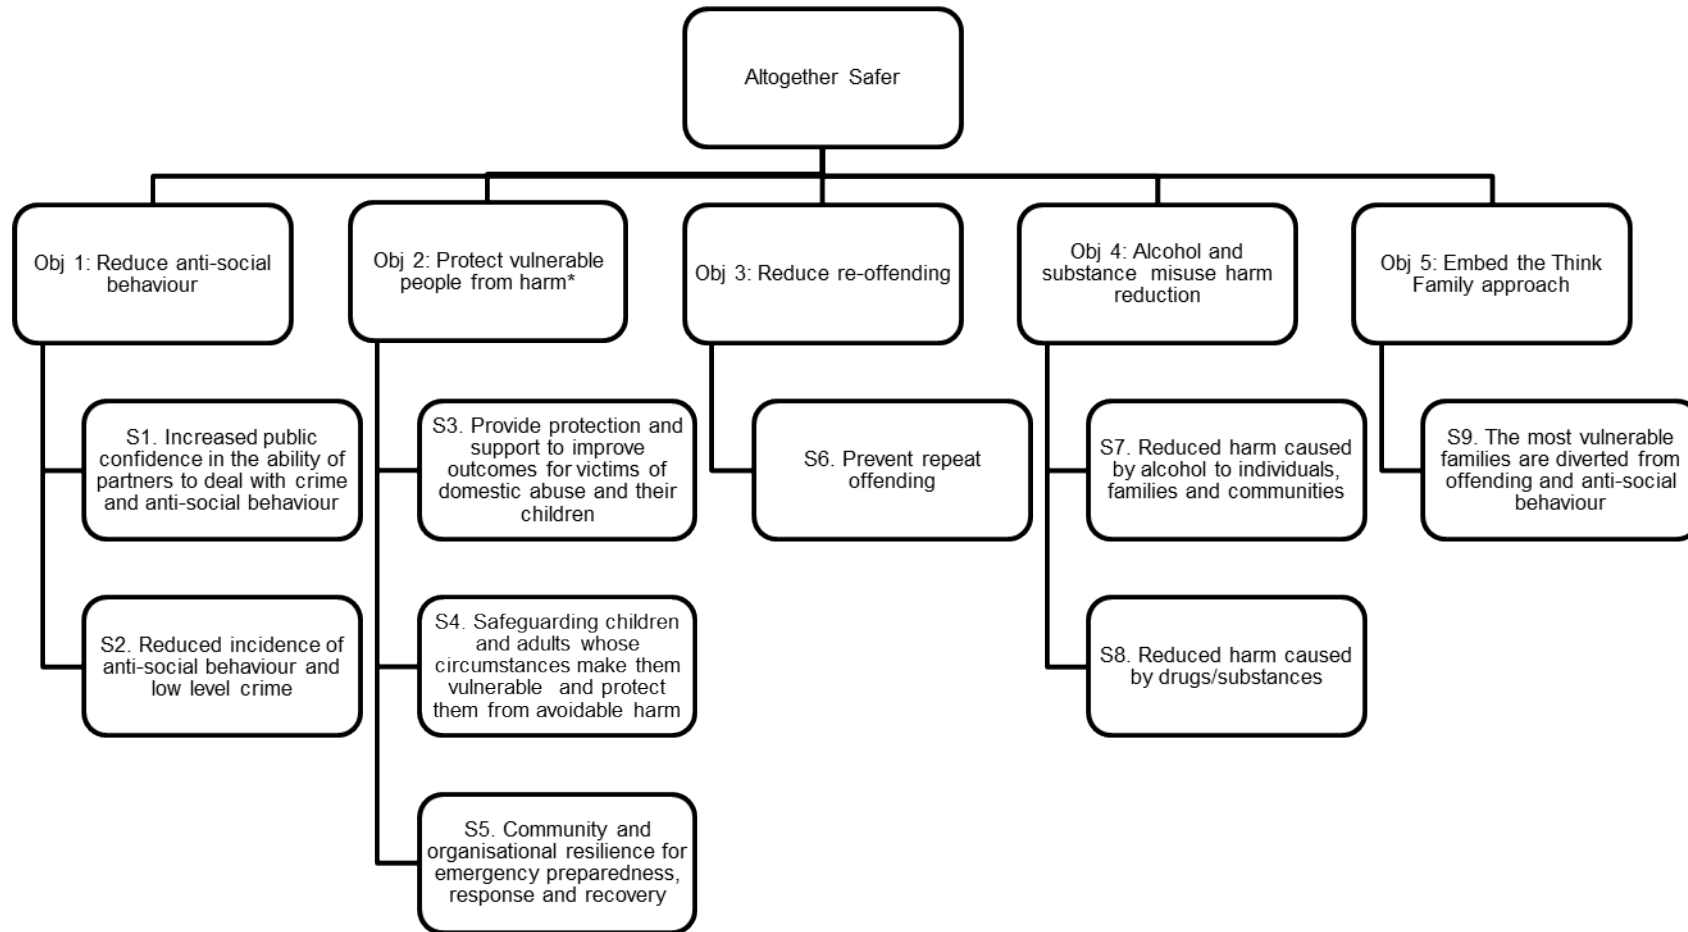 Altogether Safer
Obj 1: Reduce anti-social
behaviour
Obj 2: Protect vulnerable
people from harm*
Obj 3: Reduce re-offending
Obj 4: Alcohol and
substance misuse harm
reduction
Obj 5: Embed the Think
Family approach
S1. Increased public
confidence in the ability of
partners to deal with crime
and anti-social behaviour
S2. Reduced incidence of
anti-social behaviour and
low level crime
S3. Provide protection and
support to improve
outcomes for victims of
domestic abuse and their
children
S4. Safeguarding children
and adults whose
circumstances make them
vulnerable and protect
them from avoidable harm
S5. Community and
organisational resilience for
emergency preparedness,
response and recovery
S6. Prevent repeat
offending
S7. Reduced harm caused
by alcohol to individuals,
families and communities
S8. Reduced harm caused
by drugs/substances
S9. The most vulnerable
families are diverted from
offending and anti-social
behaviour